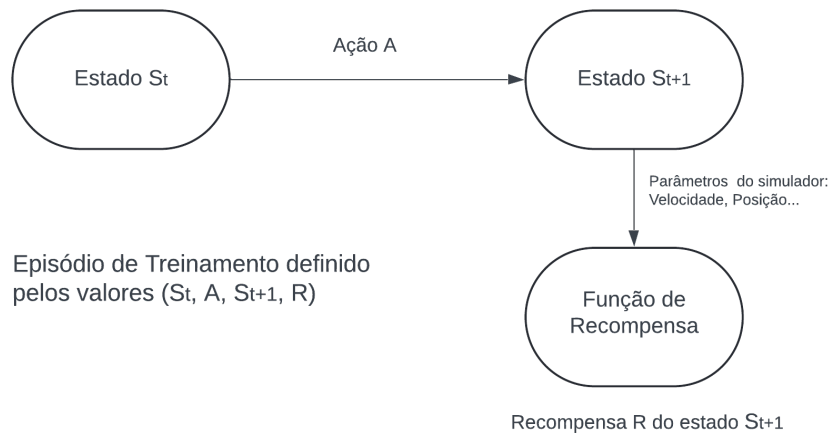 Ação A
Estado St
Estado St+1
Parâmetros do simulador:
Velocidade, Posição...
Episódio de Treinamento definido
pelos valores (St, A, St+1, R)
Função de
Recompensa
Recompensa R do estado St+1